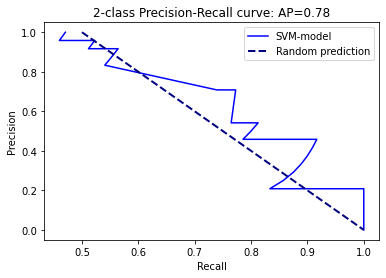 2-class Precision-Recall curve: AP=0.78
SVM-model
Random prediction
Precision
1.0
0.8
0.6
0.4
0.2
0.0
0.5
0.6
0.7
0.8
0.9
1.0
Recall